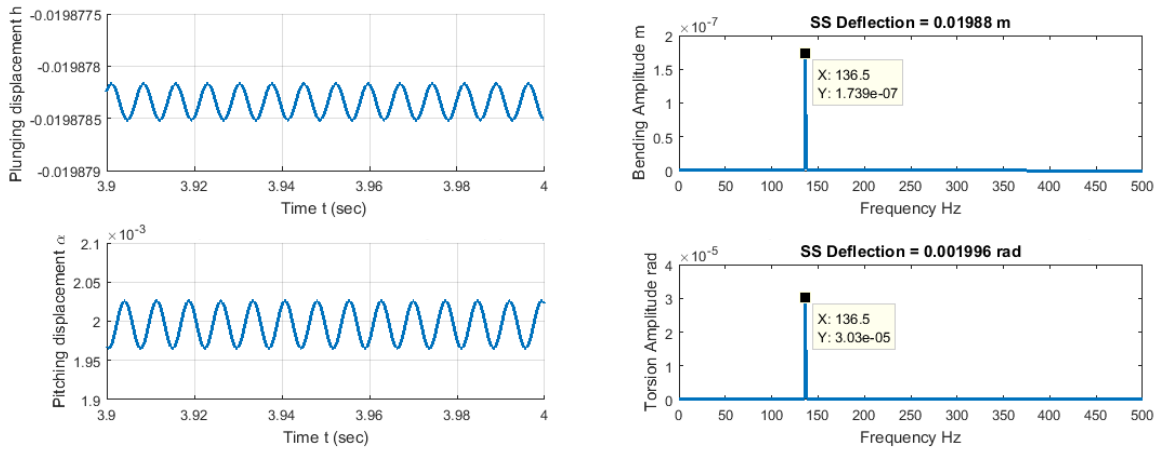 Plunging displacement h
-0.0198775
-0.019878
-0.0198785
-0.019879
3.9 3.92 3.94 3.96 3.98 4
Time t (sec)
SS Deflection = 0.01988 m
×10⁻⁷
Bending Amplitude m
2
1.5
1
0.5
0
X: 136.5
Y: 1.739e-07
0 50 100 150 200 250 300 350 400 450 500
Frequency Hz
×10⁻³
Pitching displacement α
2.1
2.05
2
1.95
1.9
3.9 3.92 3.94 3.96 3.98 4
Time t (sec)
SS Deflection = 0.001996 rad
×10⁻⁵
Torsion Amplitude rad
4
3
2
1
0
X: 136.5
Y: 3.03e-05
0 50 100 150 200 250 300 350 400 450 500
Frequency Hz